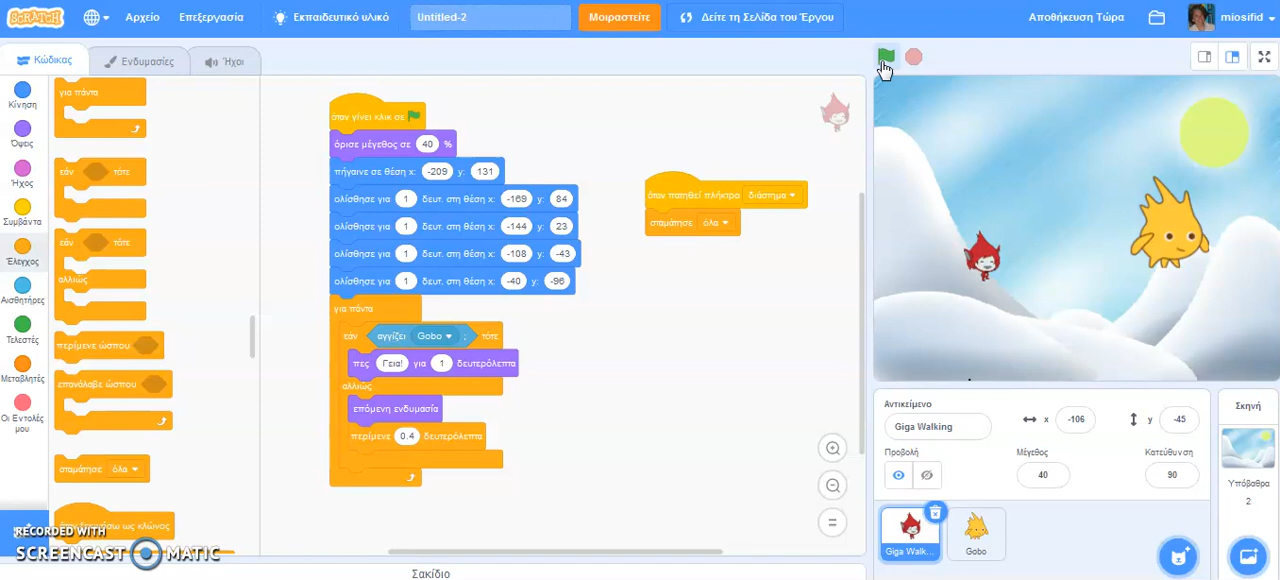 SCRATCH
Αρχείο
Επεξεργασία
Εκπαιδευτικό υλικό
Untitled-2
Μοιραστείτε
Δείτε τη Σελίδα του Έργου
Αποθήκευση Τώρα
miosifid
Κώδικας
Ενδυμασίες
Ήχοι
Κίνηση
Όψεις
Ήχος
Συμβάντα
Έλεγχος
Αισθητήρες
Τελεστές
Μεταβλητές
Οι Εντολές
μου
για πάντα
εάν τότε
εάν τότε
αλλιώς
περίμενε ώσπου
επανάλαβε ώσπου
σταμάτησε όλα
όταν ξεκινήσω ως κλώνος
όταν γίνει κλικ σε
όρισε μέγεθος σε 40 %
πήγαινε σε θέση x: -209 y: 131
ολίσθησε για 1 δευτ. στη θέση x: -169 y: 84
ολίσθησε για 1 δευτ. στη θέση x: -144 y: 23
ολίσθησε για 1 δευτ. στη θέση x: -108 y: -43
ολίσθησε για 1 δευτ. στη θέση x: -40 y: -96
για πάντα
εάν αγγίζει Gobo ; τότε
πες Γεια! για 1 δευτερόλεπτα
αλλιώς
επόμενη ενδυμασία
περίμενε 0.4 δευτερόλεπτα
όταν πατηθεί πλήκτρο διάστημα
σταμάτησε όλα
Σακίδιο
Αντικείμενο
Giga Walking
x -106
y -45
Προβολή
Μέγεθος
40
Κατεύθυνση
90
Giga Walk...
Gobo
Σκηνή
Υπόβαθρα
2
RECORDED WITH
SCREENCAST MATIC